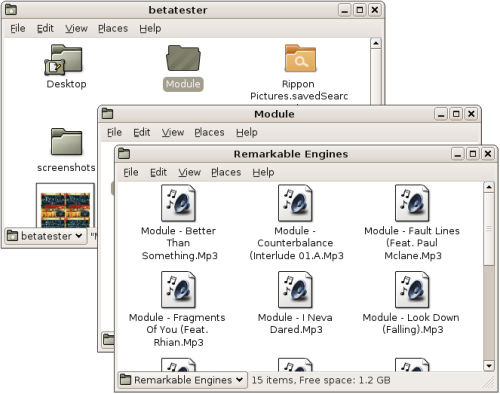 betatester
File Edit View Places Help
Desktop
Module
Rippon
Pictures.savedSearc
screenshots
betatester
Module
File Edit View Places Help
Remarkable Engines
File Edit View Places Help
Module - Better
Than
Something.Mp3
Module -
Counterbalance
(Interlude 01.A.Mp3
Module - Fault Lines
(Feat. Paul
Mclane.Mp3
Module - Fragments
Of You (Feat.
Rhian.Mp3
Module - I Neva
Dared.Mp3
Module - Look Down
(Falling).Mp3
Remarkable Engines 15 items, Free space: 1.2 GB